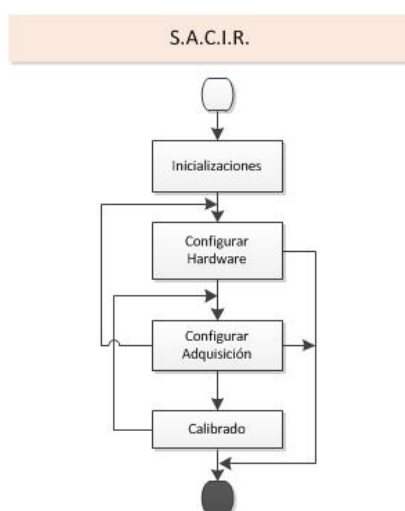 S.A.C.I.R.
Inicializaciones
Configurar
Hardware
Configurar
Adquisición
Calibrado